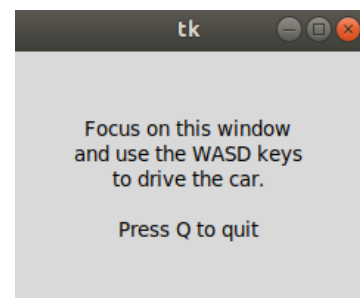 tk
Focus on this window
and use the WASD keys
to drive the car.
Press Q to quit